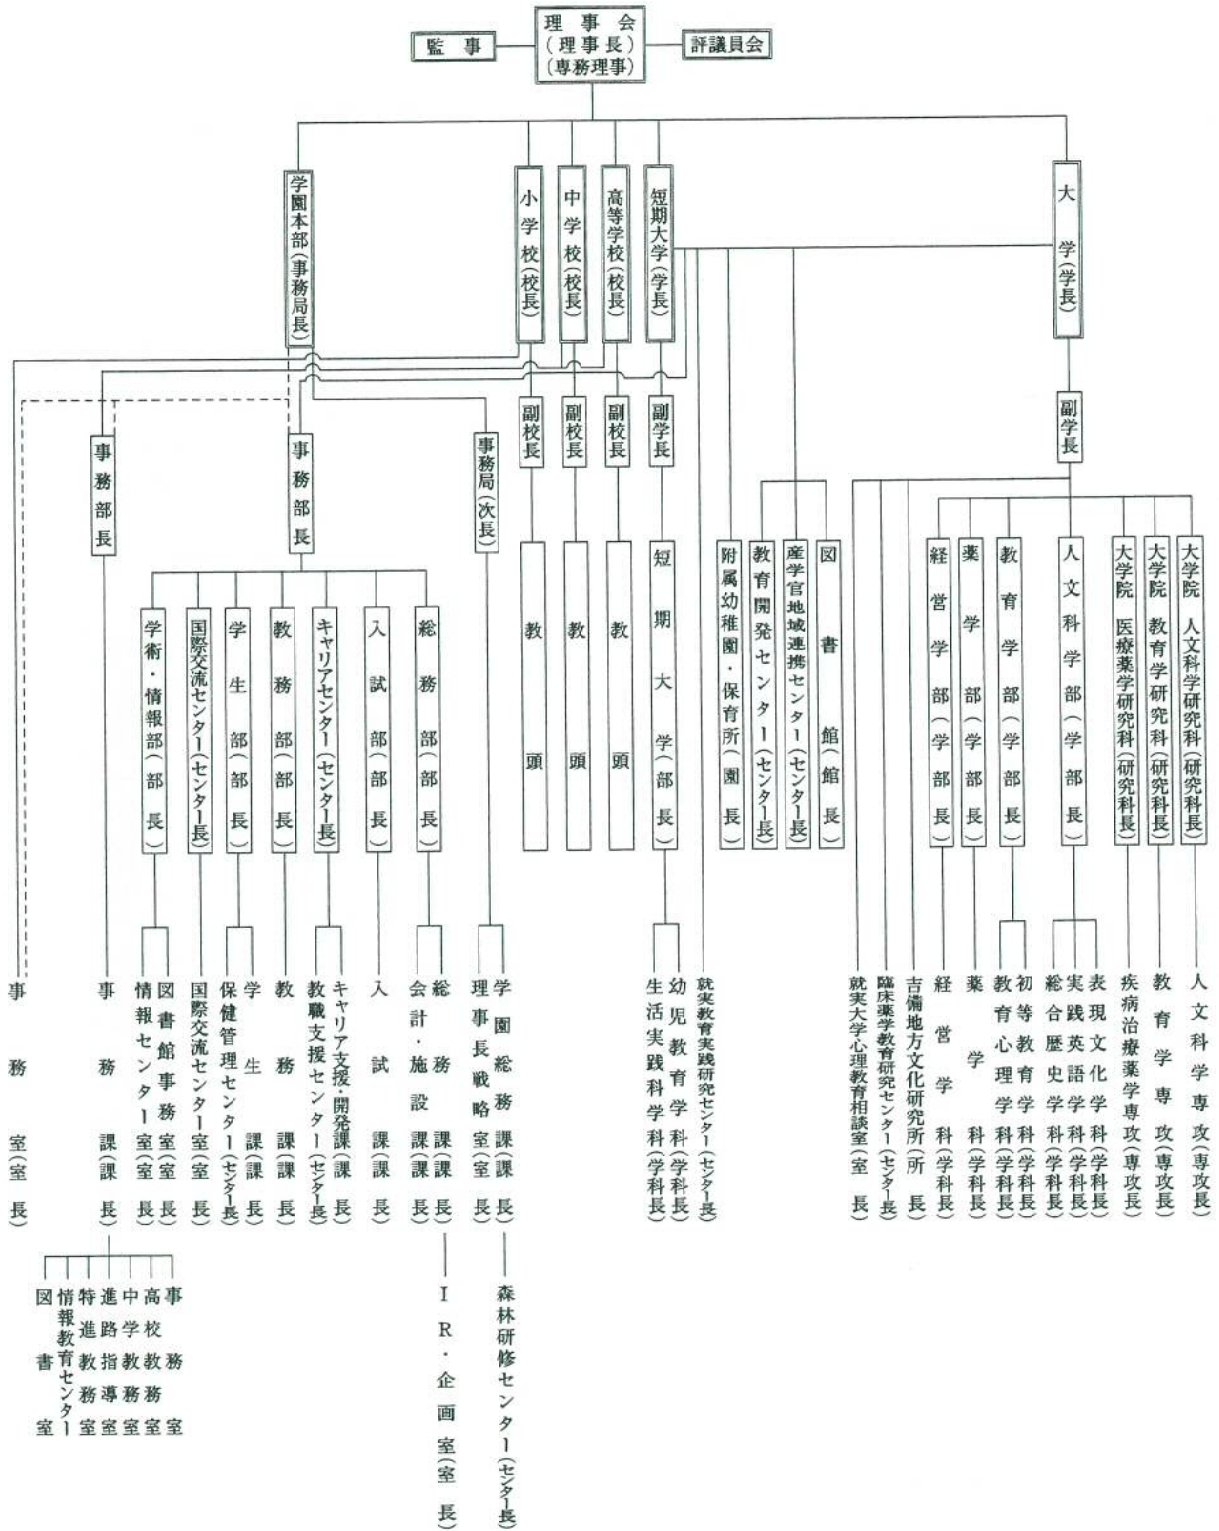 理事会
(理事長)
(専務理事)
監事
評議員会
大学(学長)
短期大学(学長)
高等学校(校長)
中学校(校長)
小学校(校長)
学園本部(事務局長)
副学長
副学長
副校長
副校長
副校長
事務局(次長)
事務部長
事務部長
大学院 人文科学研究科(研究科長)
大学院 教育学研究科(研究科長)
大学院 医療薬学研究科(研究科長)
人文科学部(学部長)
教育学部(学部長)
薬学部(学部長)
経営学部(学部長)
図書館(館長)
産学官地域連携センター(センター長)
教育開発センター(センター長)
附属幼稚園・保育所(園長)
短期大学(部長)
教頭
教頭
教頭
総務部(部長)
入試部(部長)
キャリアセンター(センター長)
教務部(部長)
学生部(部長)
国際交流センター(センター長)
学術・情報部(部長)
人文科学専攻(専攻長)
教育学専攻(専攻長)
疾病治療薬学専攻(専攻長)
表現文化学科(学科長)
実践英語学科(学科長)
総合歴史学科(学科長)
初等教育学科(学科長)
教育心理学科(学科長)
薬学科(学科長)
経営学科(学科長)
吉備地方文化研究所(所長)
臨床薬学教育研究センター(センター長)
就実大学心理教育相談室(室長)
就実教育実践研究センター(センター長)
幼児教育学科(学科長)
生活実践科学科(学科長)
学園総務課(課長)
理事長戦略室(室長)
総務課(課長)
会計・施設課(課長)
入試課(課長)
キャリア支援・開発課(課長)
教職支援センター(センター長)
教務課(課長)
学生課(課長)
保健管理センター(センター長)
国際交流センター室(室長)
図書館事務室(室長)
情報センター室(室長)
事務課(課長)
事務室(室長)
森林研修センター(センター長)
IR・企画室(室長)
事務室
高校教務室
中学教務室
進路指導室
特進教務室
情報教育センター
図書室